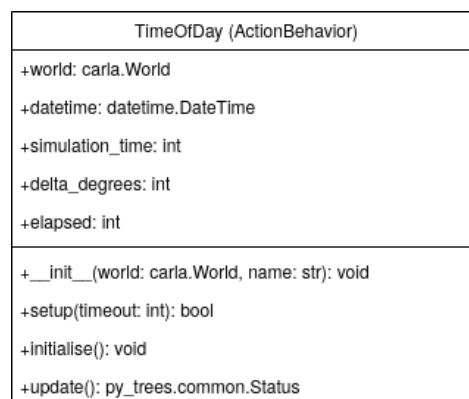 TimeOfDay (ActionBehavior)
+world: carla.World
+datetime: datetime.DateTime
+simulation_time: int
+delta_degrees: int
+elapsed: int
+__init__(world: carla.World, name: str): void
+setup(timeout: int): bool
+initialise(): void
+update(): py_trees.common.Status